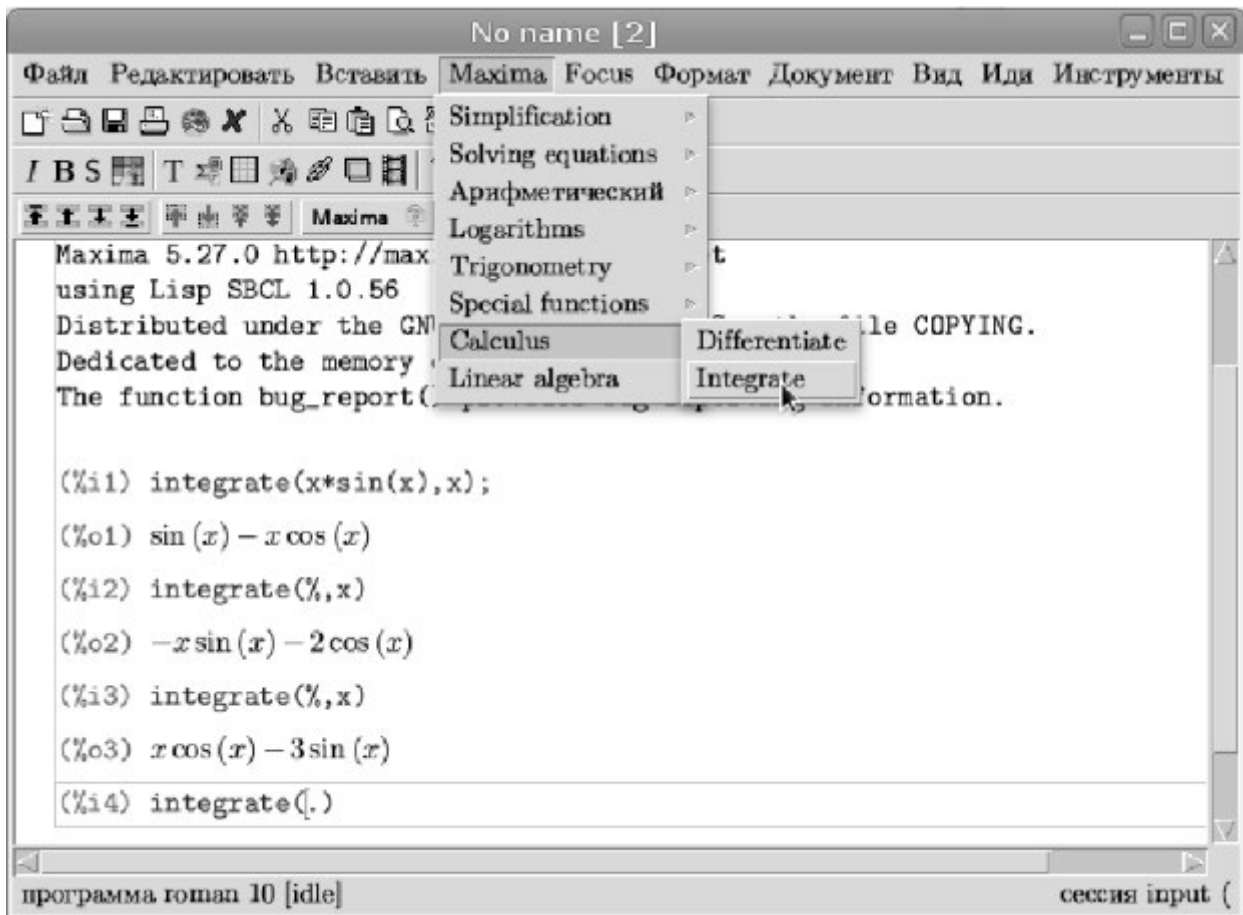 No name [2]
Файл Редактировать Вставить Maxima Focus Формат Документ Вид Иди Инструменты
Simplification
Solving equations
I B S T
Арифметический
Maxima
Logarithms
Maxima 5.27.0 http://max t
Trigonometry
using Lisp SBCL 1.0.56
Special functions
Distributed under the GN file COPYING.
Calculus Differentiate
Dedicated to the memory
Linear algebra Integrate
The function bug_report() information.
(%i1) integrate(x*sin(x),x);
(%o1) sin (x) − x cos (x)
(%i2) integrate(%,x)
(%o2) −x sin (x) − 2 cos (x)
(%i3) integrate(%,x)
(%o3) x cos (x) − 3 sin (x)
(%i4) integrate(.)
программа roman 10 [idle] сессия input (